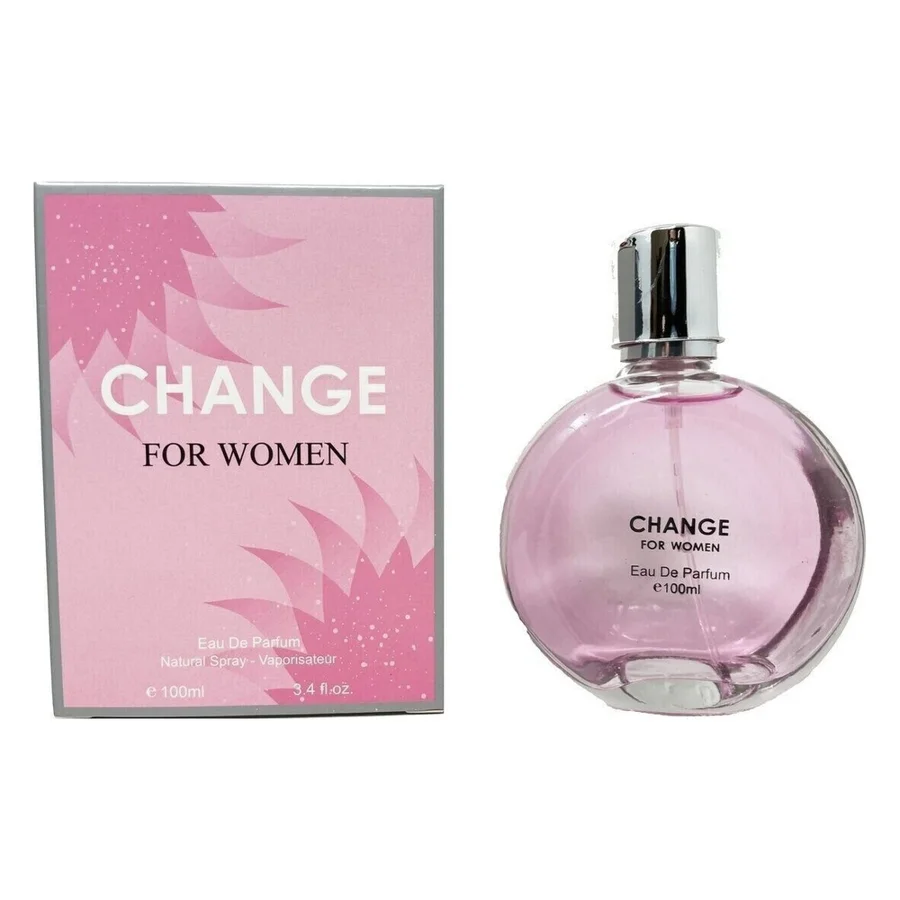 CHANGE
FOR WOMEN
Eau De Parfum
Natural Spray - Vaporisateur
℮ 100ml 3.4 fl.oz.
CHANGE
FOR WOMEN
Eau De Parfum
℮100ml